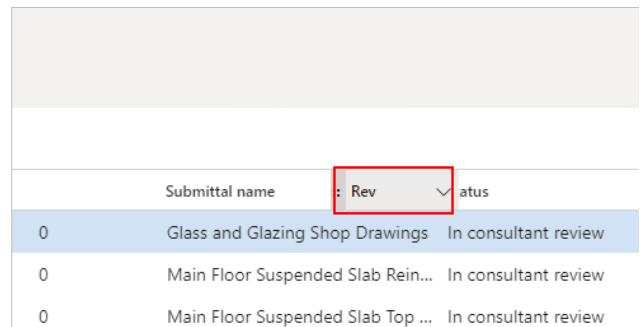 Submittal name : Rev atus
0 Glass and Glazing Shop Drawings In consultant review
0 Main Floor Suspended Slab Rein... In consultant review
0 Main Floor Suspended Slab Top ... In consultant review